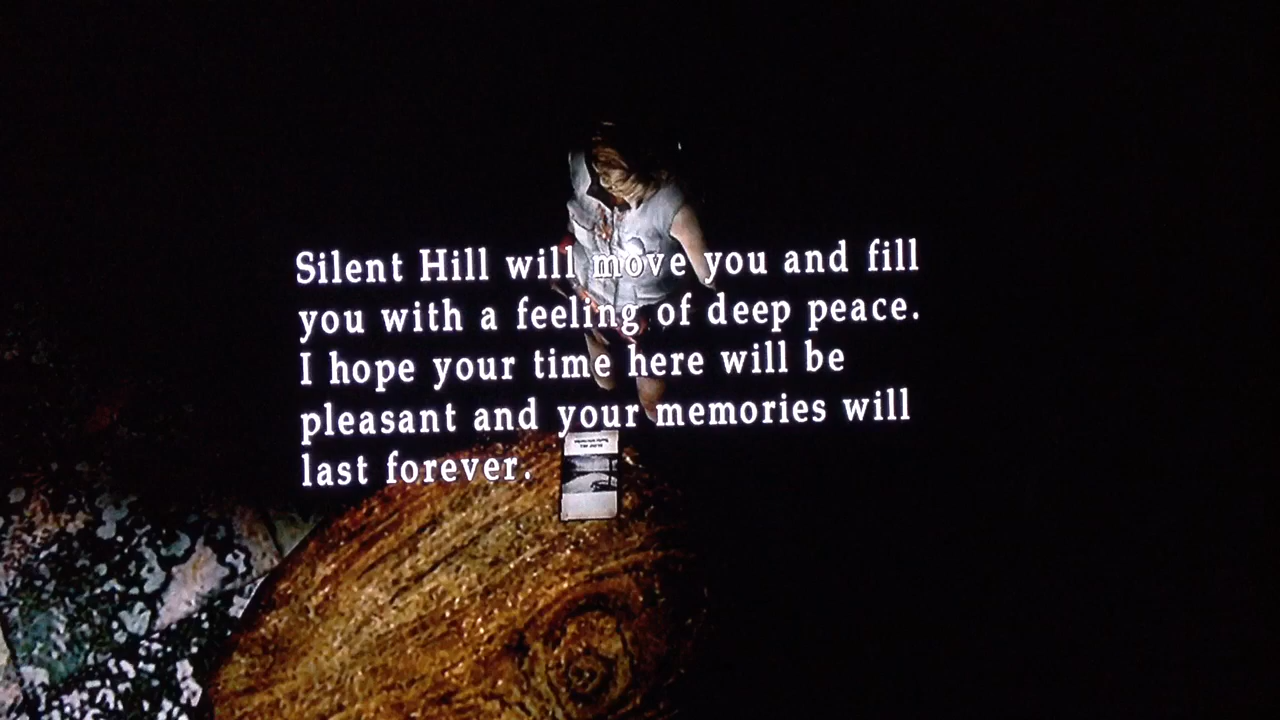 Silent Hill will move you and fill
you with a feeling of deep peace.
I hope your time here will be
pleasant and your memories will
last forever.